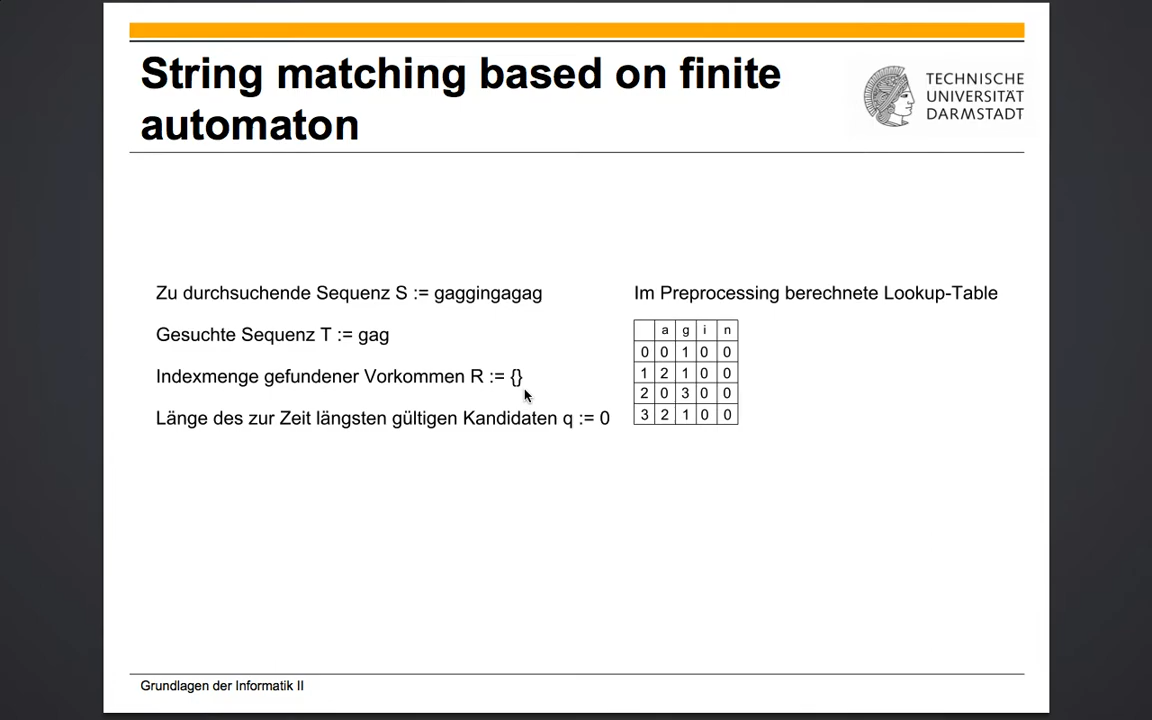 String matching based on finite
automaton
TECHNISCHE
UNIVERSITÄT
DARMSTADT
Zu durchsuchende Sequenz S := gaggingagag
Gesuchte Sequenz T := gag
Indexmenge gefundener Vorkommen R := {}
Länge des zur Zeit längsten gültigen Kandidaten q := 0
Im Preprocessing berechnete Lookup-Table
a g i n
0 0 1 0 0
1 2 1 0 0
2 0 3 0 0
3 2 1 0 0
Grundlagen der Informatik II